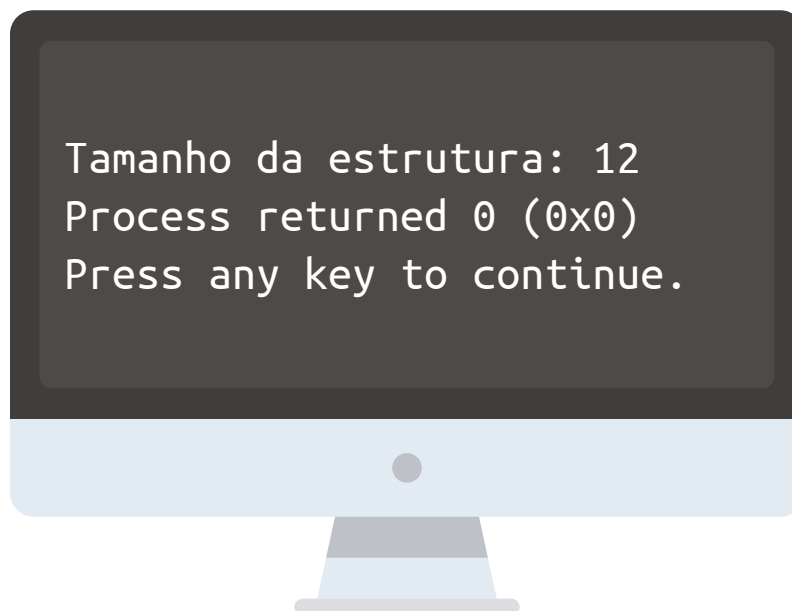 Tamanho da estrutura: 12
Process returned 0 (0x0)
Press any key to continue.